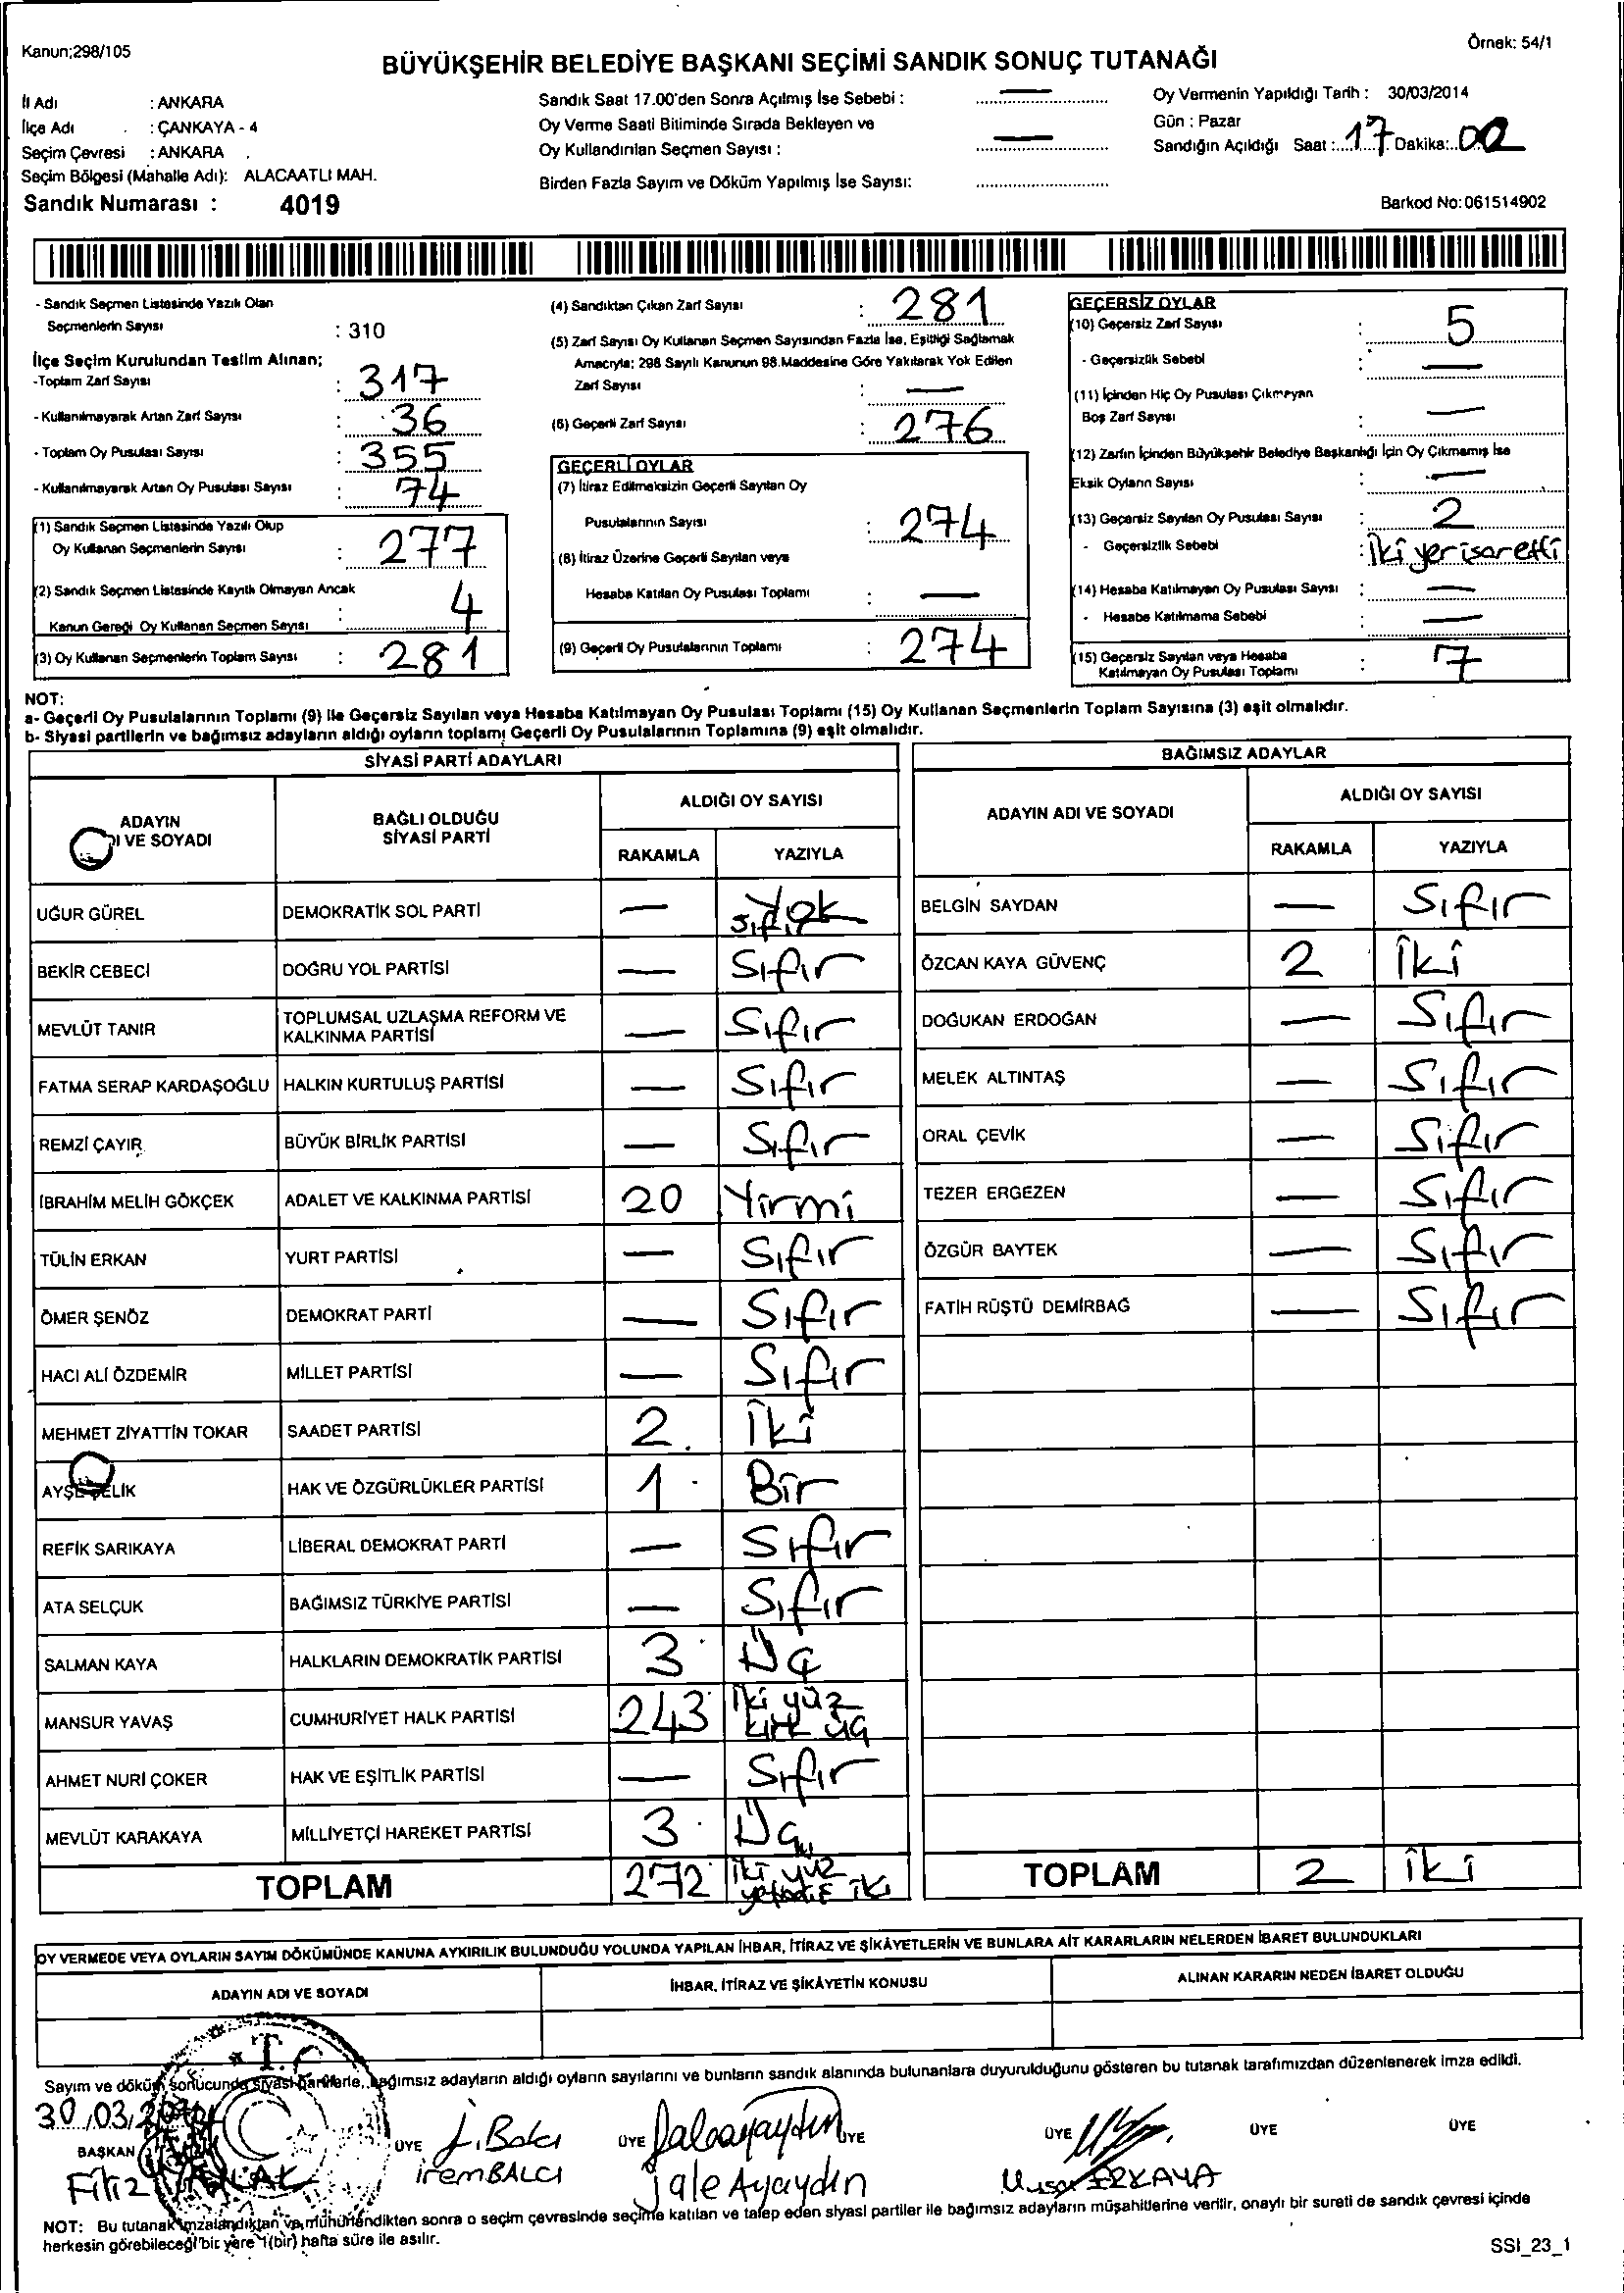 Kanun;298/105
Örnek: 54/1
BÜYÜKŞEHİR BELEDİYE BAŞKANI SEÇİMİ SANDIK SONUÇ TUTANAĞI
İl Adı : ANKARA
İlçe Adı : ÇANKAYA - 4
Seçim Çevresi : ANKARA
Seçim Bölgesi (Mahalle Adı): ALACAATLI MAH.
Sandık Numarası : 4019
Sandık Saat 17.00'den Sonra Açılmış İse Sebebi : —
Oy Verme Saati Bitiminde Sırada Bekleyen ve
Oy Kullandırılan Seçmen Sayısı : —
Birden Fazla Sayım ve Döküm Yapılmış İse Sayısı:
Oy Vermenin Yapıldığı Tarih : 30/03/2014
Gün : Pazar
Sandığın Açıldığı Saat : 17 Dakika: 00
Barkod No: 061514902
- Sandık Seçmen Listesinde Yazılı Olan
Seçmenlerin Sayısı : 310
İlçe Seçim Kurulundan Teslim Alınan;
-Toplam Zarf Sayısı : 317
- Kullanılmayarak Artan Zarf Sayısı : 36
- Toplam Oy Pusulası Sayısı : 355
- Kullanılmayarak Artan Oy Pusulası Sayısı : 74
(1) Sandık Seçmen Listesinde Yazılı Olup
Oy Kullanan Seçmenlerin Sayısı : 277
(2) Sandık Seçmen Listesinde Kayıtlı Olmayan Ancak
Kanun Gereği Oy Kullanan Seçmen Sayısı : 4
(3) Oy Kullanan Seçmenlerin Toplam Sayısı : 281
(4) Sandıktan Çıkan Zarf Sayısı : 281
(5) Zarf Sayısı Oy Kullanan Seçmen Sayısından Fazla İse, Eşitliği Sağlamak
Amacıyla; 298 Sayılı Kanunun 98.Maddesine Göre Yakılarak Yok Edilen
Zarf Sayısı : —
(6) Geçerli Zarf Sayısı : 276
GEÇERLİ OYLAR
(7) İtiraz Edilmeksizin Geçerli Sayılan Oy
Pusulalarının Sayısı : 274
(8) İtiraz Üzerine Geçerli Sayılan veya
Hesaba Katılan Oy Pusulası Toplamı : —
(9) Geçerli Oy Pusulalarının Toplamı : 274
GEÇERSİZ OYLAR
(10) Geçersiz Zarf Sayısı : 5
- Geçersizlik Sebebi : —
(11) İçinden Hiç Oy Pusulası Çıkmayan
Boş Zarf Sayısı : —
(12) Zarfın İçinden Büyükşehir Belediye Başkanlığı İçin Oy Çıkmamış İse
Eksik Oyların Sayısı : —
(13) Geçersiz Sayılan Oy Pusulası Sayısı : 2
- Geçersizlik Sebebi : İki yer işaretti
(14) Hesaba Katılmayan Oy Pusulası Sayısı : —
- Hesaba Katılmama Sebebi : —
(15) Geçersiz Sayılan veya Hesaba
Katılmayan Oy Pusulası Toplamı : 7
NOT:
a- Geçerli Oy Pusulalarının Toplamı (9) ile Geçersiz Sayılan veya Hesaba Katılmayan Oy Pusulası Toplamı (15) Oy Kullanan Seçmenlerin Toplam Sayısına (3) eşit olmalıdır.
b- Siyasi partilerin ve bağımsız adayların aldığı oyların toplamı Geçerli Oy Pusulalarının Toplamına (9) eşit olmalıdır.
SİYASİ PARTİ ADAYLARI
ADAYIN
ADI VE SOYADI
BAĞLI OLDUĞU
SİYASİ PARTİ
ALDIĞI OY SAYISI
RAKAMLA YAZIYLA
UĞUR GÜREL DEMOKRATİK SOL PARTİ — Yok Sıfır
BEKİR CEBECİ DOĞRU YOL PARTİSİ — Sıfır
MEVLÜT TANIR TOPLUMSAL UZLAŞMA REFORM VE
KALKINMA PARTİSİ — Sıfır
FATMA SERAP KARDAŞOĞLU HALKIN KURTULUŞ PARTİSİ — Sıfır
REMZİ ÇAYIR BÜYÜK BİRLİK PARTİSİ — Sıfır
İBRAHİM MELİH GÖKÇEK ADALET VE KALKINMA PARTİSİ 20 Yirmi
TÜLİN ERKAN YURT PARTİSİ — Sıfır
ÖMER ŞENÖZ DEMOKRAT PARTİ — Sıfır
HACI ALİ ÖZDEMİR MİLLET PARTİSİ — Sıfır
MEHMET ZİYATTİN TOKAR SAADET PARTİSİ 2 İki
AYŞE ÇELİK HAK VE ÖZGÜRLÜKLER PARTİSİ 1 Bir
REFİK SARIKAYA LİBERAL DEMOKRAT PARTİ — Sıfır
ATA SELÇUK BAĞIMSIZ TÜRKİYE PARTİSİ — Sıfır
SALMAN KAYA HALKLARIN DEMOKRATİK PARTİSİ 3 Üç
MANSUR YAVAŞ CUMHURİYET HALK PARTİSİ 243 İki yüz
kırk üç
AHMET NURİ ÇOKER HAK VE EŞİTLİK PARTİSİ — Sıfır
MEVLÜT KARAKAYA MİLLİYETÇİ HAREKET PARTİSİ 3 Üç
TOPLAM 272 İki yüz
yetmiş iki
BAĞIMSIZ ADAYLAR
ADAYIN ADI VE SOYADI
ALDIĞI OY SAYISI
RAKAMLA YAZIYLA
BELGİN SAYDAN — Sıfır
ÖZCAN KAYA GÜVENÇ 2 İki
DOĞUKAN ERDOĞAN — Sıfır
MELEK ALTINTAŞ — Sıfır
ORAL ÇEVİK — Sıfır
TEZER ERGEZEN — Sıfır
ÖZGÜR BAYTEK — Sıfır
FATİH RÜŞTÜ DEMİRBAĞ — Sıfır
TOPLAM 2 İki
OY VERMEDE VEYA OYLARIN SAYIM DÖKÜMÜNDE KANUNA AYKIRILIK BULUNDUĞU YOLUNDA YAPILAN İHBAR, İTİRAZ VE ŞİKÂYETLERİN VE BUNLARA AİT KARARLARIN NELERDEN İBARET BULUNDUKLARI
ADAYIN ADI VE SOYADI İHBAR, İTİRAZ VE ŞİKÂYETİN KONUSU ALINAN KARARIN NEDEN İBARET OLDUĞU
T.C.
Sayım ve döküm sonucunda siyasi partilerle, bağımsız adayların aldığı oyların sayılarını ve bunların sandık alanında bulunanlara duyurulduğunu gösteren bu tutanak tarafımızdan düzenlenerek imza edildi.
30.03.2014
BAŞKAN ÜYE İ.Balcı ÜYE ÜYE ÜYE ÜYE ÜYE
Filiz İrem BALCI Jale Ayaydın ERKAYA
NOT: Bu tutanak imzalandıktan ve mühürlendikten sonra o seçim çevresinde seçime katılan ve talep eden siyasi partiler ile bağımsız adayların müşahitlerine verilir, onaylı bir sureti de sandık çevresi içinde
herkesin görebileceği bir yere 1(bir) hafta süre ile asılır.
SSI_23_1